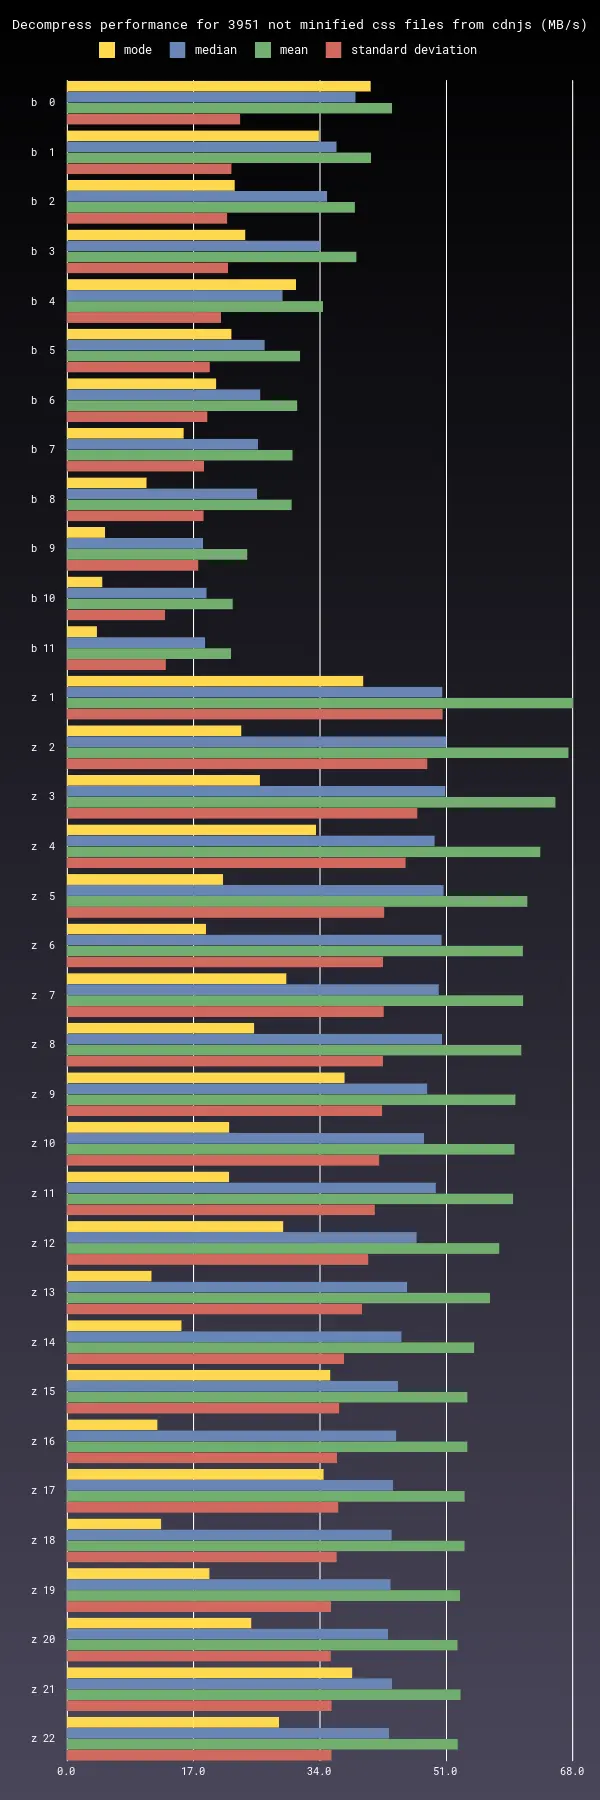 Decompress performance for 3951 not minified css files from cdnjs (MB/s)
mode median mean standard deviation
b 0
b 1
b 2
b 3
b 4
b 5
b 6
b 7
b 8
b 9
b 10
b 11
z 1
z 2
z 3
z 4
z 5
z 6
z 7
z 8
z 9
z 10
z 11
z 12
z 13
z 14
z 15
z 16
z 17
z 18
z 19
z 20
z 21
z 22
0.0 17.0 34.0 51.0 68.0